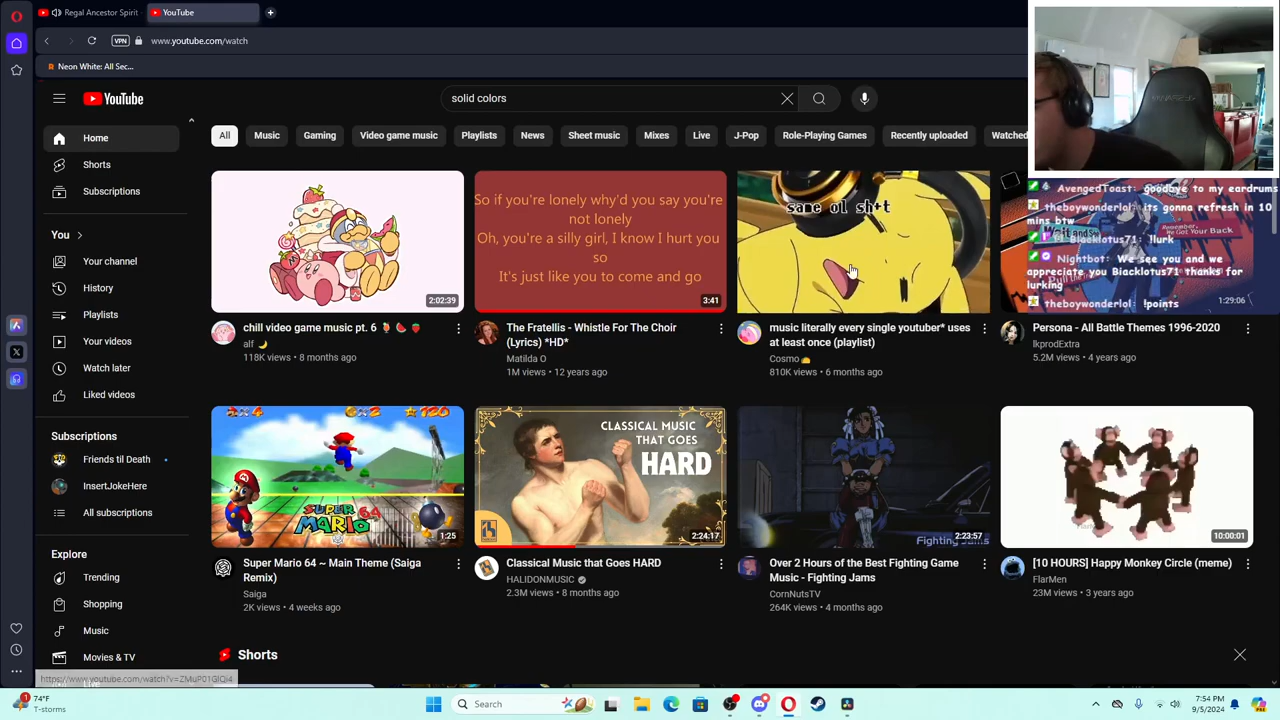 Regal Ancestor Spirit
YouTube
VPN
www.youtube.com/watch
Neon White: All Sec...
YouTube
solid colors
Home
Shorts
Subscriptions
You
Your channel
History
Playlists
Your videos
Watch later
Liked videos
Subscriptions
Friends til Death
InsertJokeHere
All subscriptions
Explore
Trending
Shopping
Music
Movies & TV
All
Music
Gaming
Video game music
Playlists
News
Sheet music
Mixes
Live
J-Pop
Role-Playing Games
Recently uploaded
Watched
2:02:39
chill video game music pt. 6
alf
118K views • 8 months ago
So if you're lonely why'd you say you're
not lonely
Oh, you're a silly girl, I know I hurt you
so
It's just like you to come and go
3:41
The Fratellis - Whistle For The Choir
(Lyrics) *HD*
Matilda O
1M views • 12 years ago
same ol sh+t
music literally every single youtuber* uses
at least once (playlist)
Cosmo
810K views • 6 months ago
AvengedToast: goodbye to my eardrums
theboywonderlol: its gonna refresh in 10
mins btw
Blacklotus71: !lurk
Nightbot: We see you and we
appreciate you Blacklotus71 thanks for
lurking
theboywonderlol: !points
1:29:06
Persona - All Battle Themes 1996-2020
lkprodExtra
5.2M views • 4 years ago
SUPER
MARIO 64
1:25
Super Mario 64 ~ Main Theme (Saiga
Remix)
Saiga
2K views • 4 weeks ago
CLASSICAL MUSIC
THAT GOES
HARD
2:24:17
Classical Music that Goes HARD
HALIDONMUSIC
2.3M views • 8 months ago
Fighting Jams
2:23:57
Over 2 Hours of the Best Fighting Game
Music - Fighting Jams
CornNutsTV
264K views • 4 months ago
10:00:01
[10 HOURS] Happy Monkey Circle (meme)
FlarMen
23M views • 3 years ago
Shorts
https://www.youtube.com/watch?v=ZMuP01GlQi4
1
74°F
T-storms
Search
7:54 PM
9/5/2024